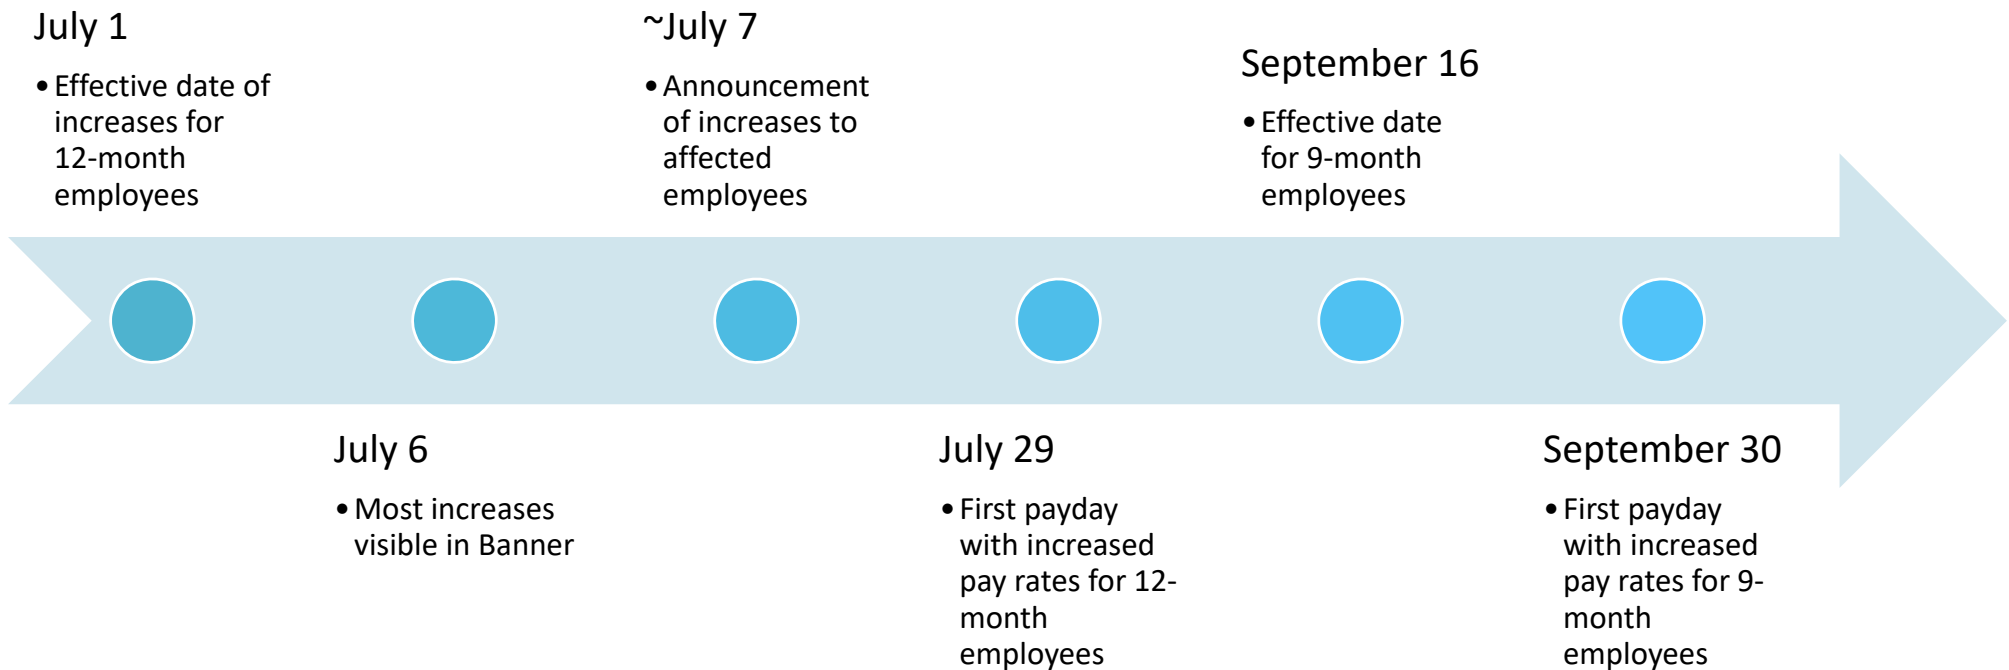 July 1
• Effective date of
increases for
12-month
employees
July 6
• Most increases
visible in Banner
~July 7
• Announcement
of increases to
affected
employees
July 29
• First payday
with increased
pay rates for 12-
month
employees
September 16
• Effective date
for 9-month
employees
September 30
• First payday
with increased
pay rates for 9-
month
employees